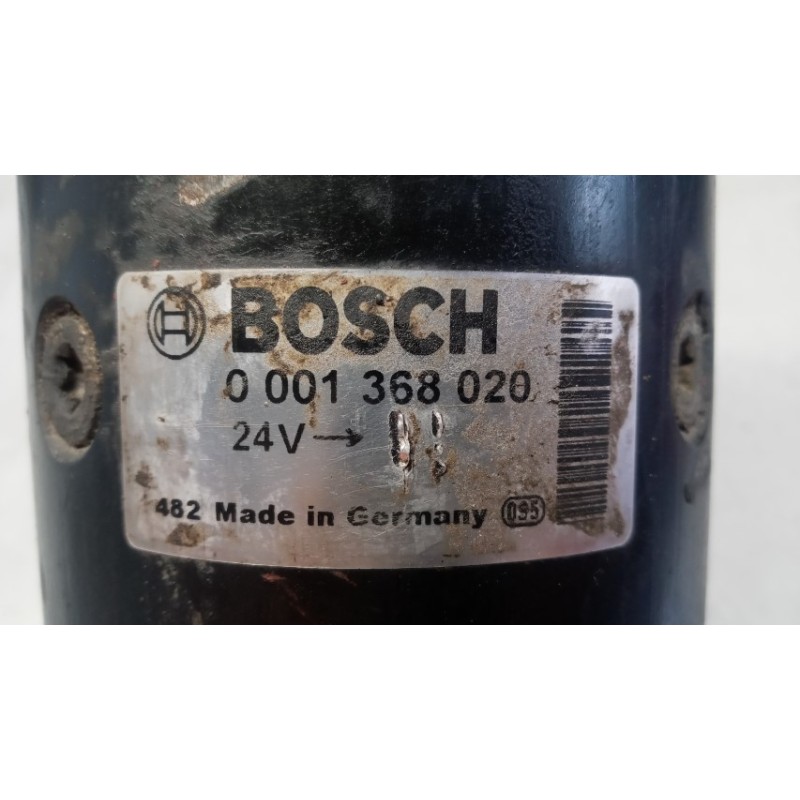 BOSCH
0 001 368 020
24V →
482 Made in Germany 095